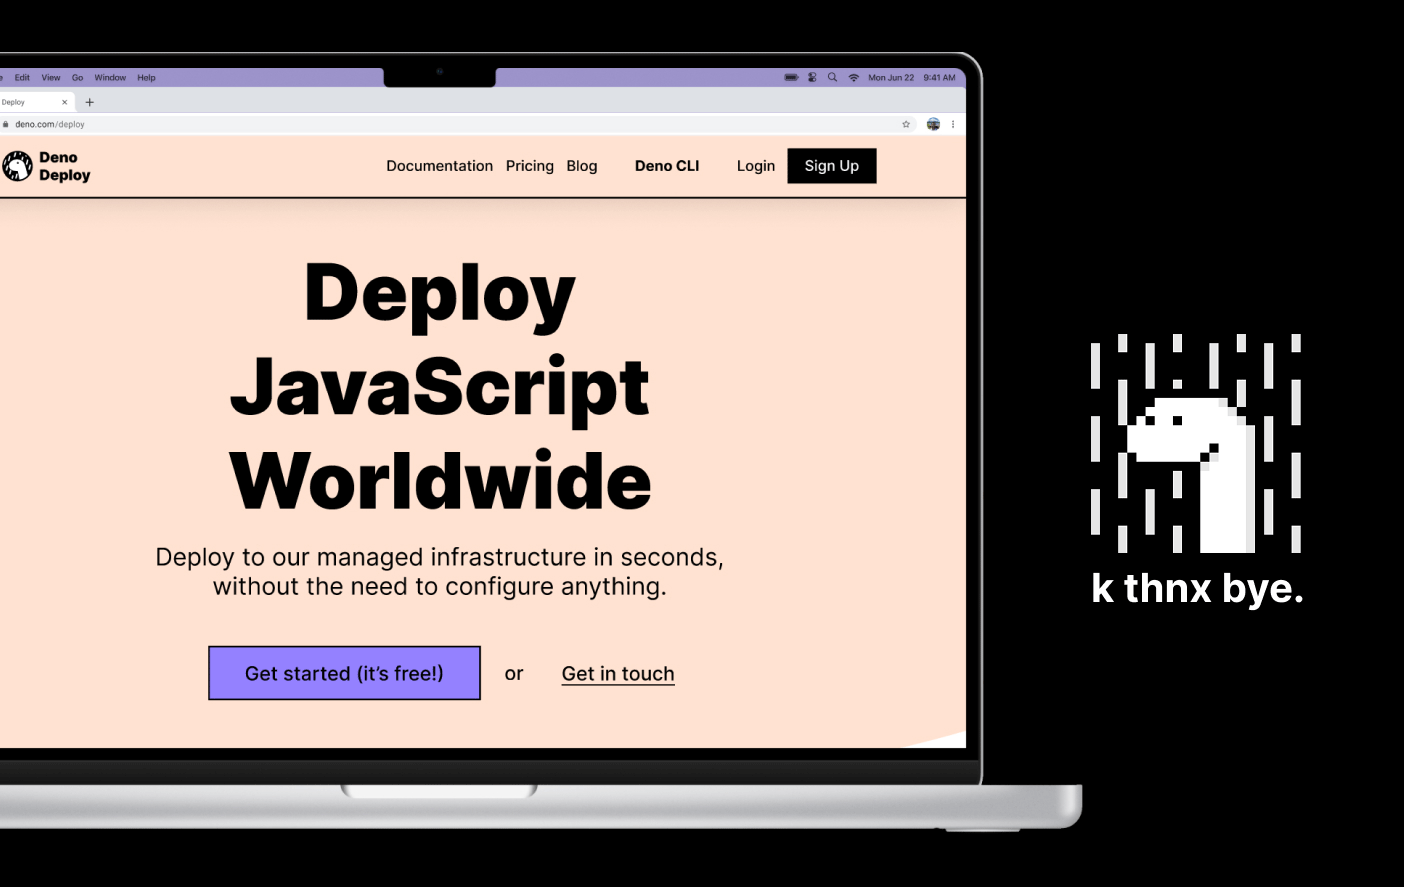 Edit View Go Window Help
Mon Jun 22 9:41 AM
Deploy
deno.com/deploy
Deno
Deploy
Documentation Pricing Blog Deno CLI Login Sign Up
Deploy
JavaScript
Worldwide
Deploy to our managed infrastructure in seconds,
without the need to configure anything.
Get started (it's free!) or Get in touch
k thnx bye.